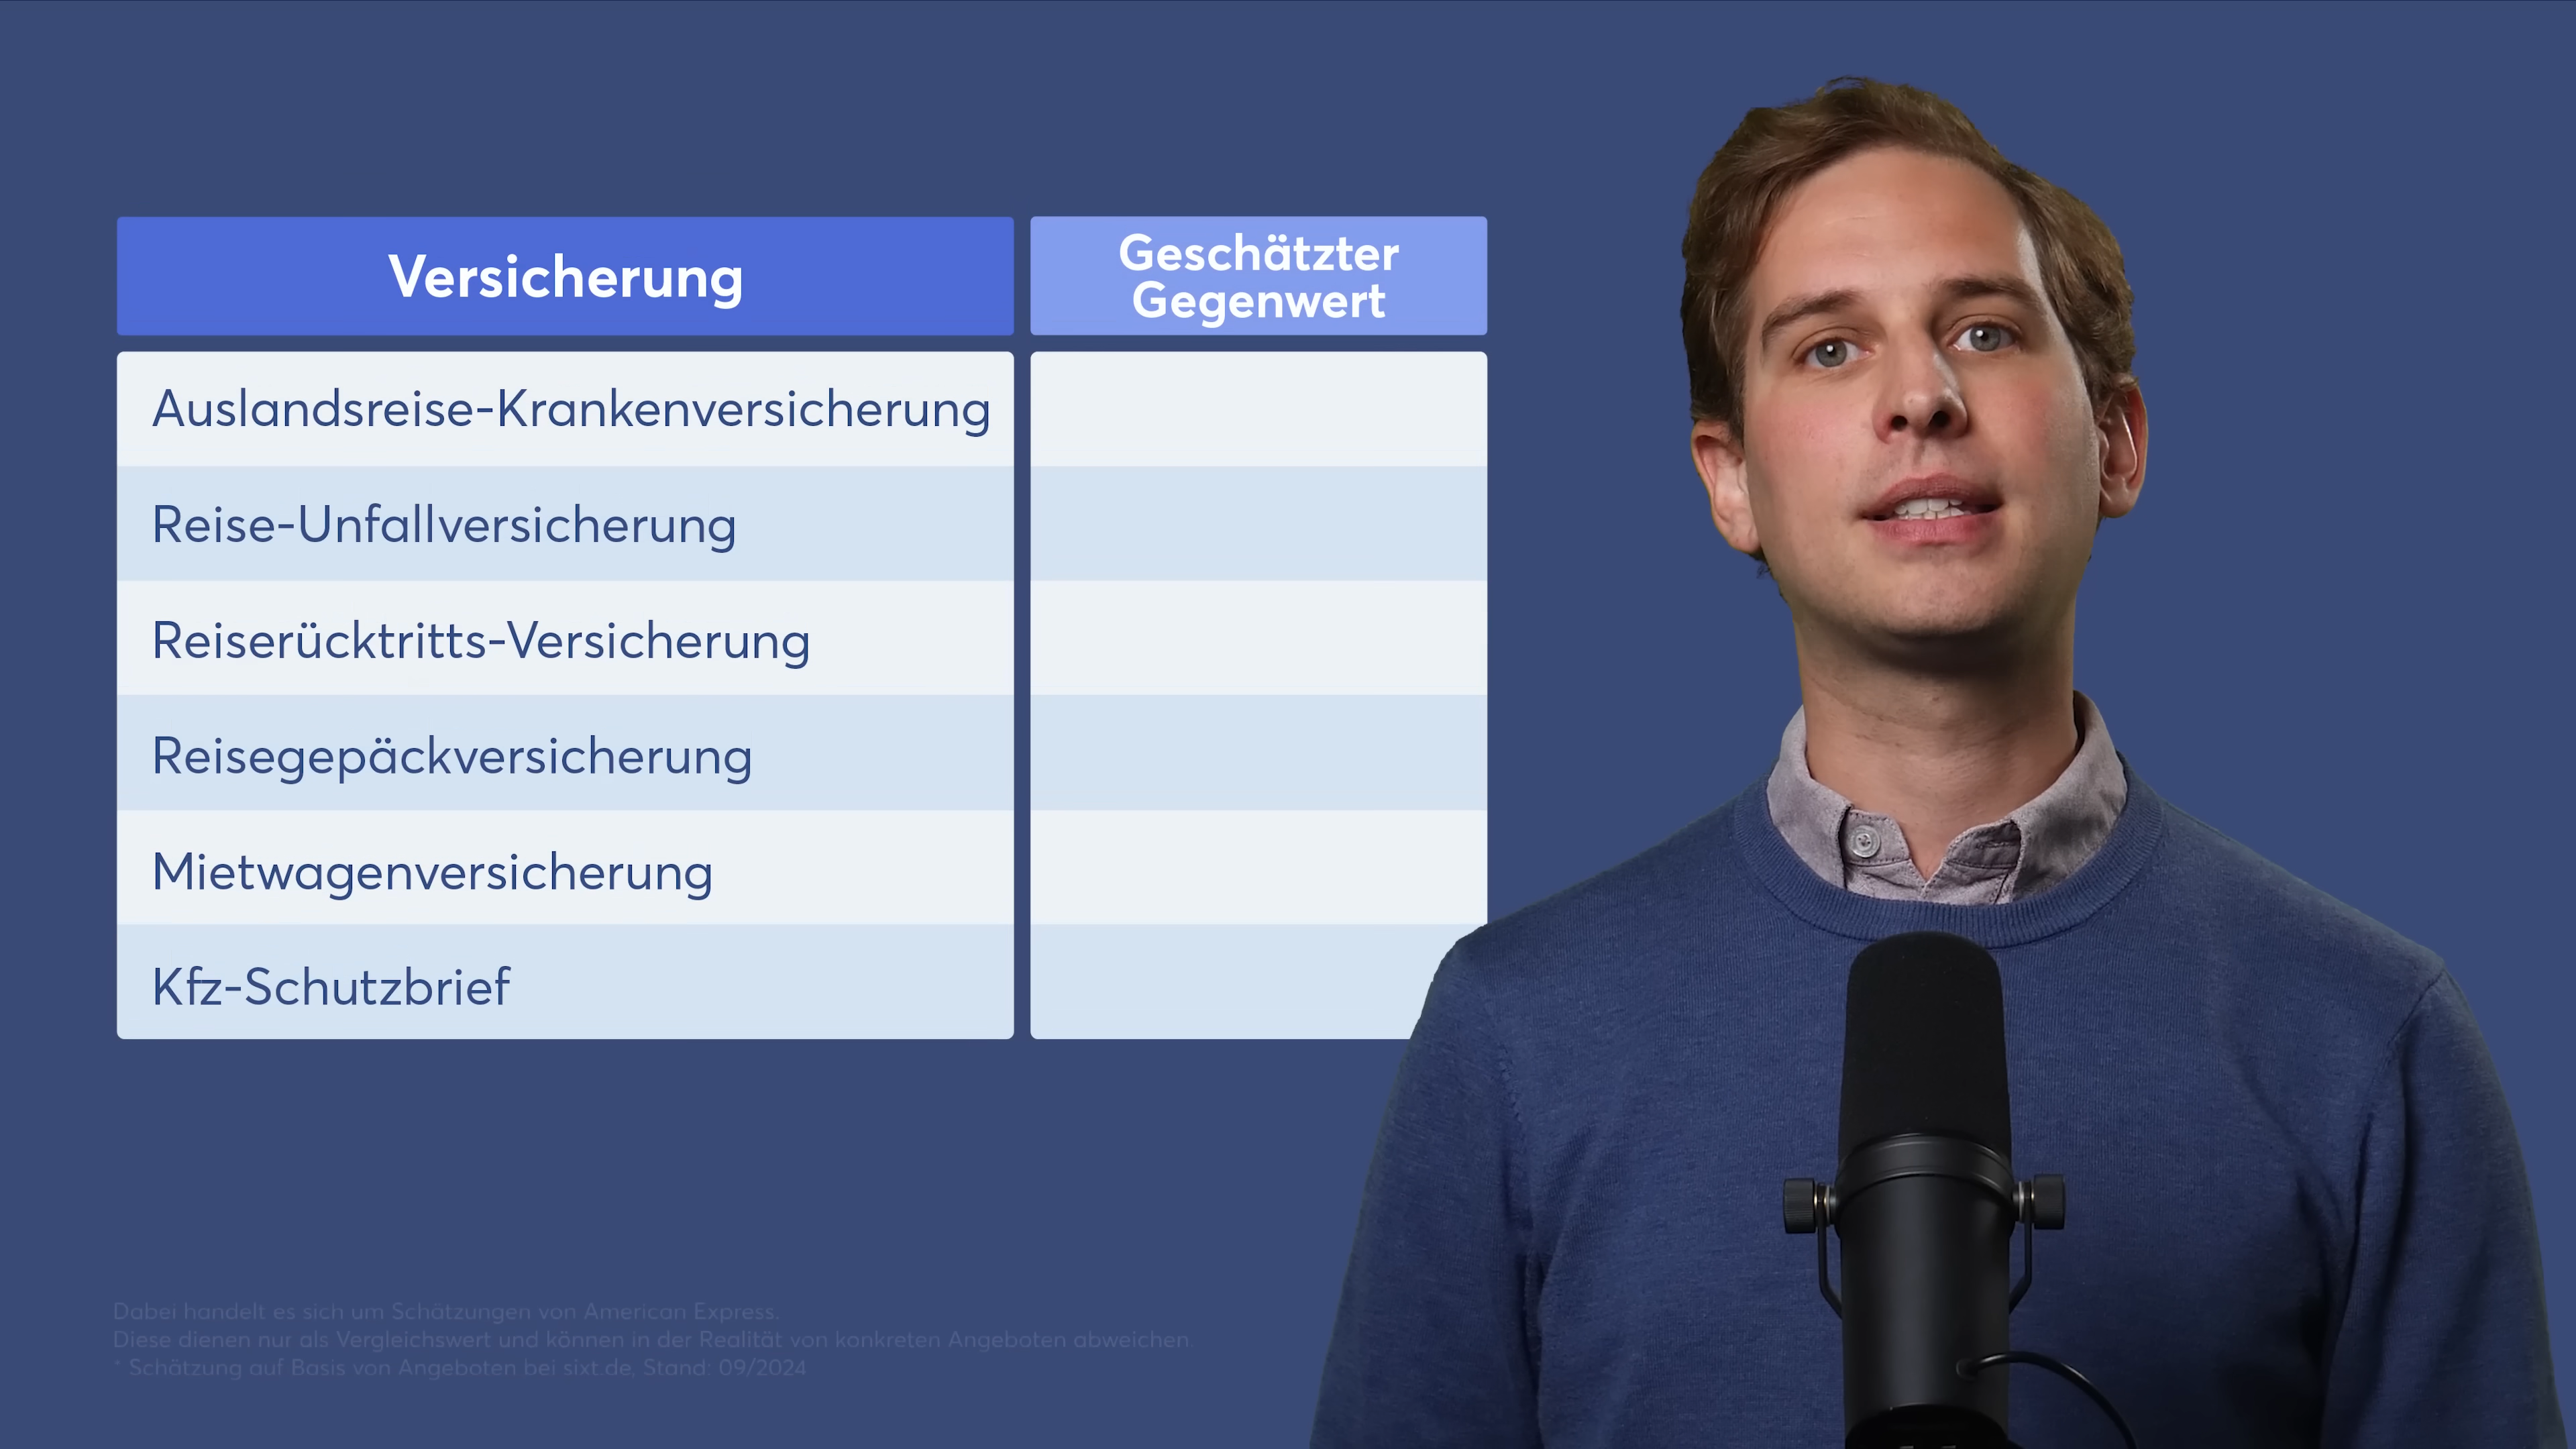 Versicherung
Geschätzter
Gegenwert
Auslandsreise-Krankenversicherung
Reise-Unfallversicherung
Reiserücktritts-Versicherung
Reisegepäckversicherung
Mietwagenversicherung
Kfz-Schutzbrief
Dabei handelt es sich um Schätzungen von American Express.
Diese dienen nur als Vergleichswert und können in der Realität von konkreten Angeboten abweichen.
* Schätzung auf Basis von Angeboten bei sixt.de, Stand: 09/2024